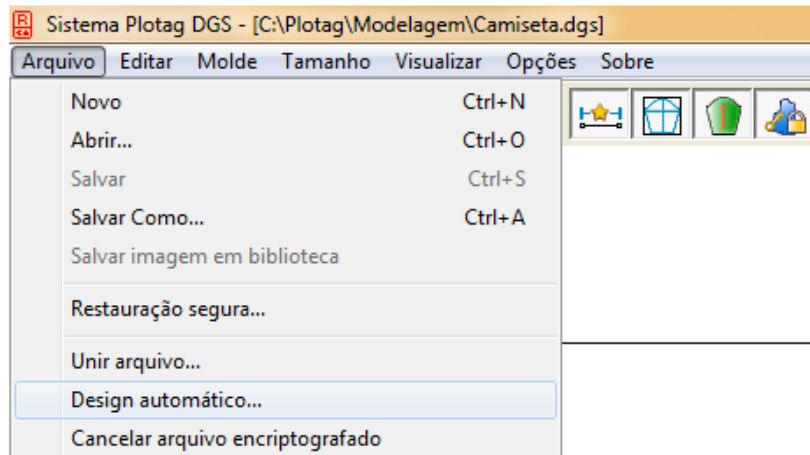 Sistema Plotag DGS - [C:\Plotag\Modelagem\Camiseta.dgs]
Arquivo Editar Molde Tamanho Visualizar Opções Sobre
Novo Ctrl+N
Abrir... Ctrl+O
Salvar Ctrl+S
Salvar Como... Ctrl+A
Salvar imagem em biblioteca
Restauração segura...
Unir arquivo...
Design automático...
Cancelar arquivo encriptografado